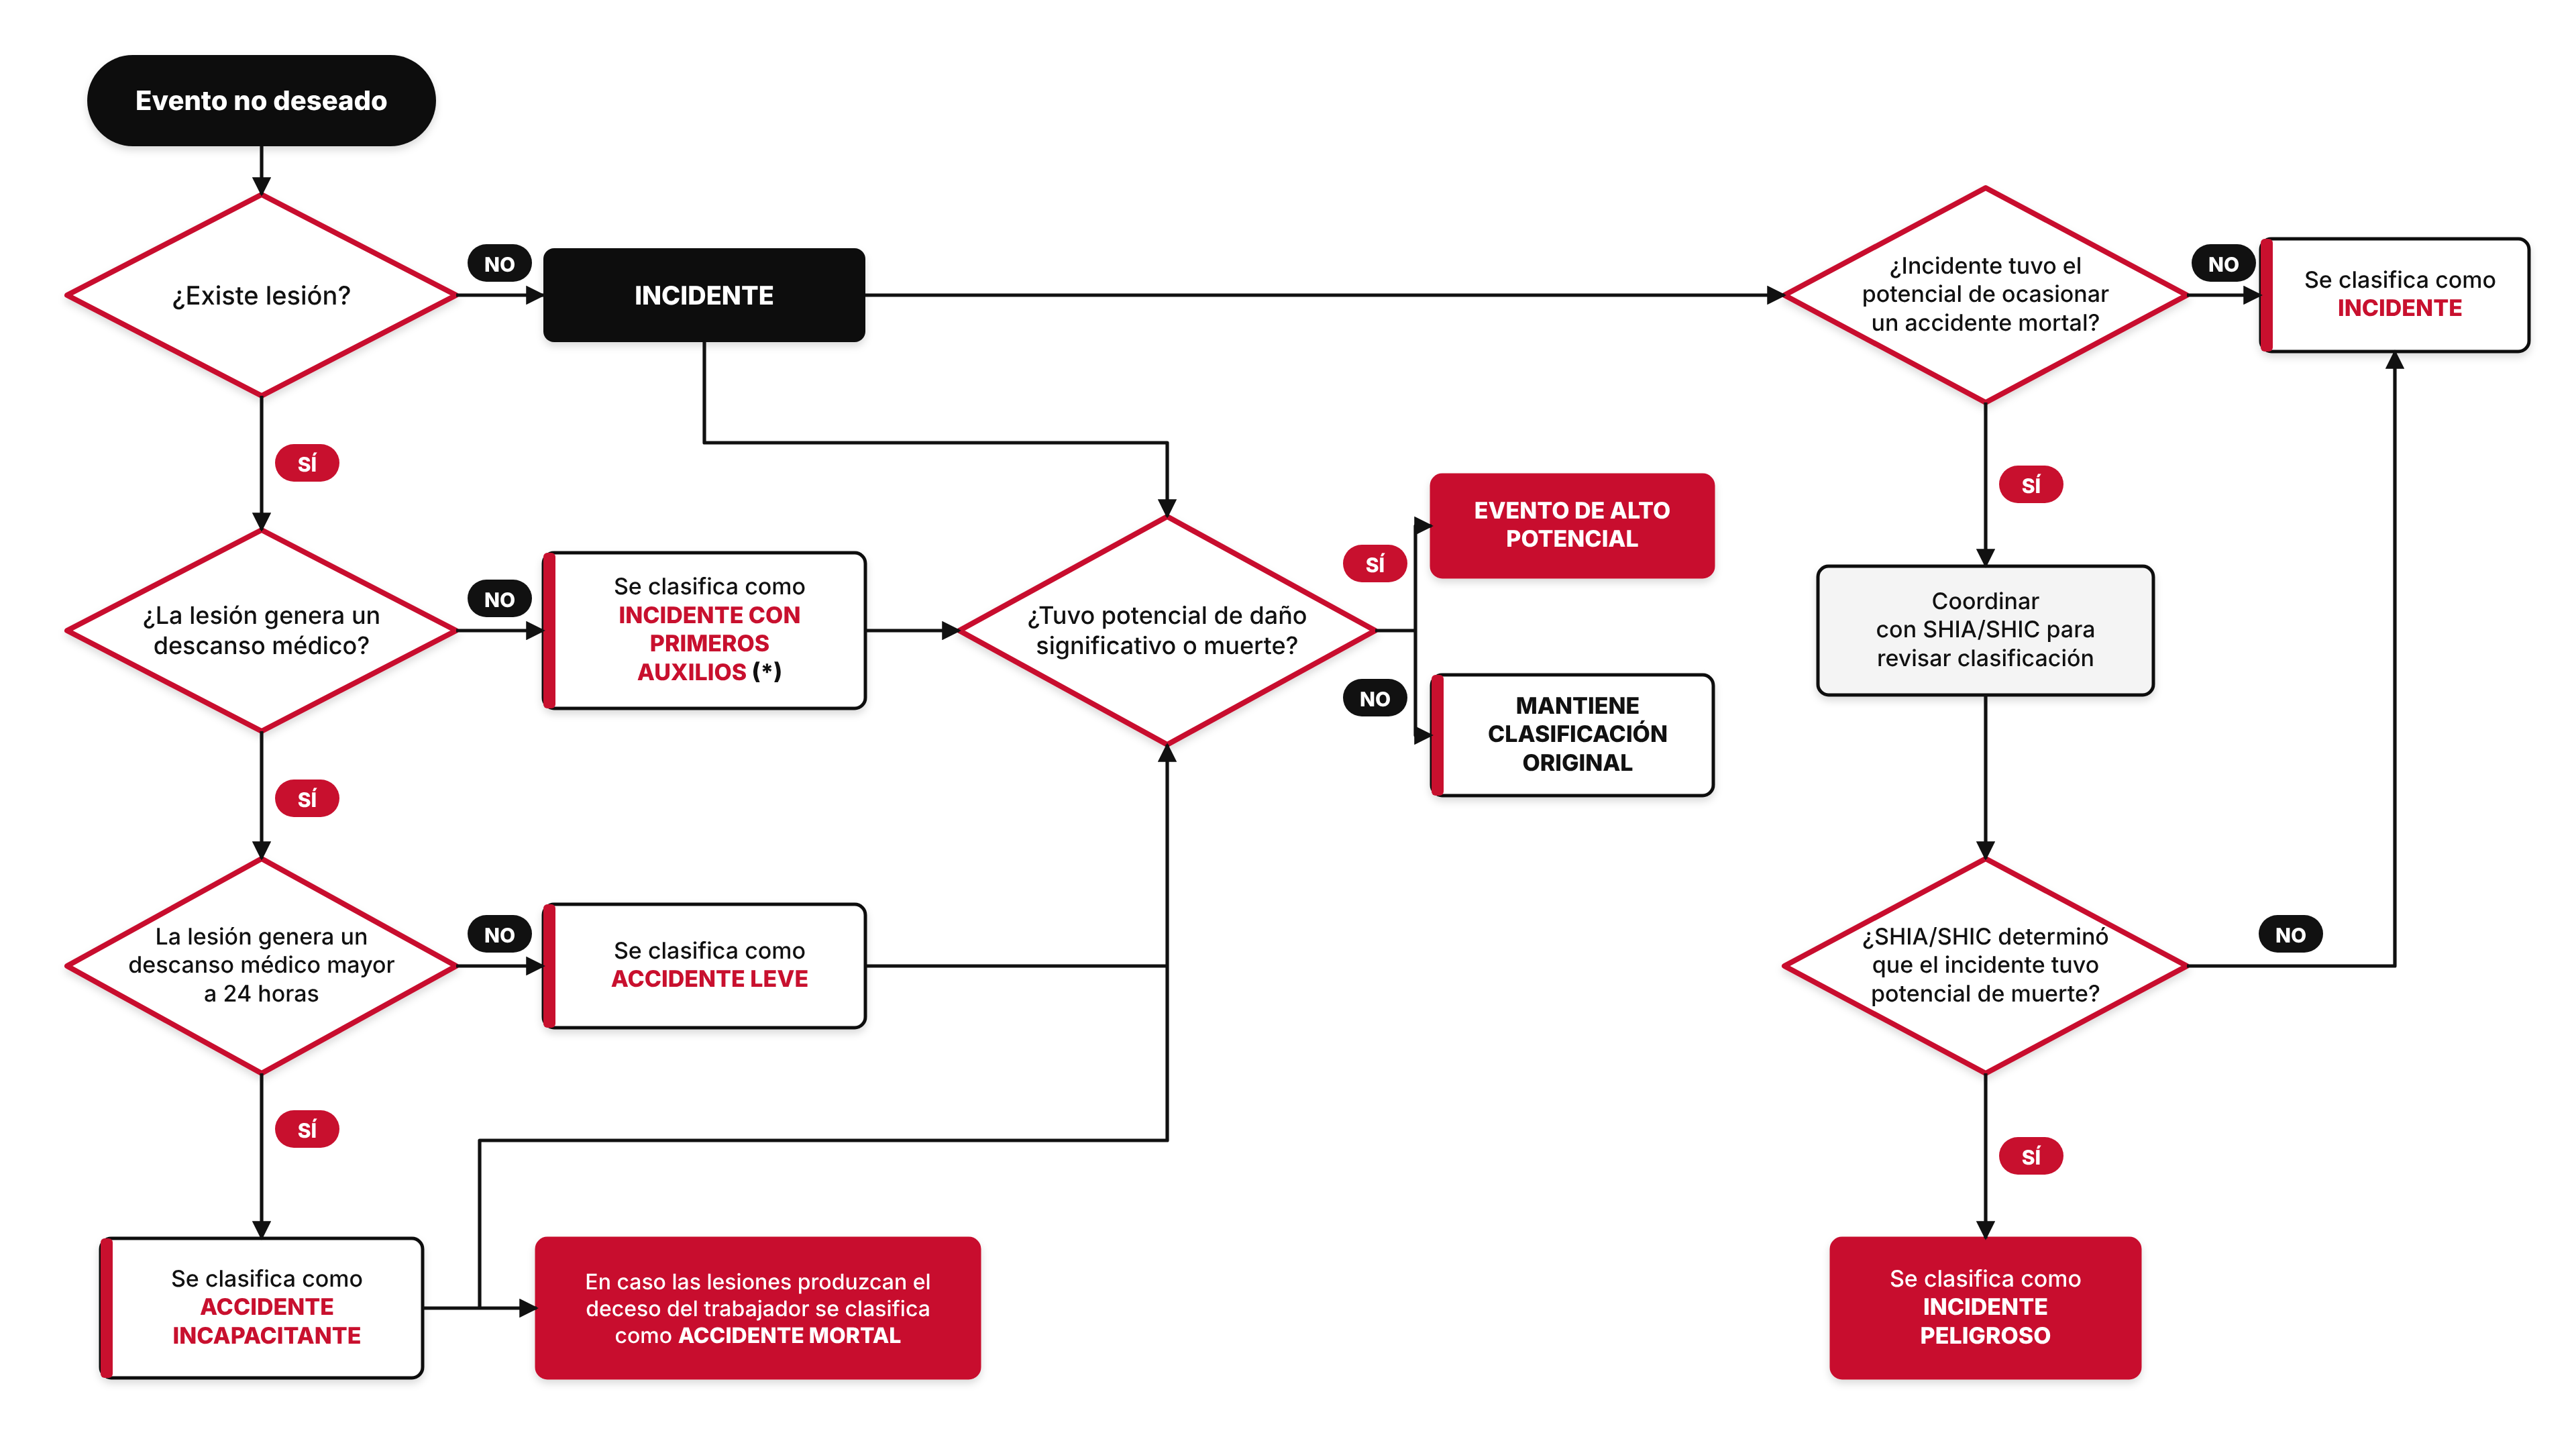 Evento no deseado
¿Existe lesión?
NO
INCIDENTE
¿Incidente tuvo el
potencial de ocasionar
un accidente mortal?
NO
Se clasifica como
INCIDENTE
SÍ
SÍ
¿La lesión genera un
descanso médico?
NO
Se clasifica como
INCIDENTE CON
PRIMEROS
AUXILIOS (*)
¿Tuvo potencial de daño
significativo o muerte?
SÍ
EVENTO DE ALTO
POTENCIAL
NO
MANTIENE
CLASIFICACIÓN
ORIGINAL
Coordinar
con SHIA/SHIC para
revisar clasificación
SÍ
La lesión genera un
descanso médico mayor
a 24 horas
NO
Se clasifica como
ACCIDENTE LEVE
¿SHIA/SHIC determinó
que el incidente tuvo
potencial de muerte?
NO
SÍ
SÍ
Se clasifica como
ACCIDENTE
INCAPACITANTE
En caso las lesiones produzcan el
deceso del trabajador se clasifica
como ACCIDENTE MORTAL
Se clasifica como
INCIDENTE
PELIGROSO